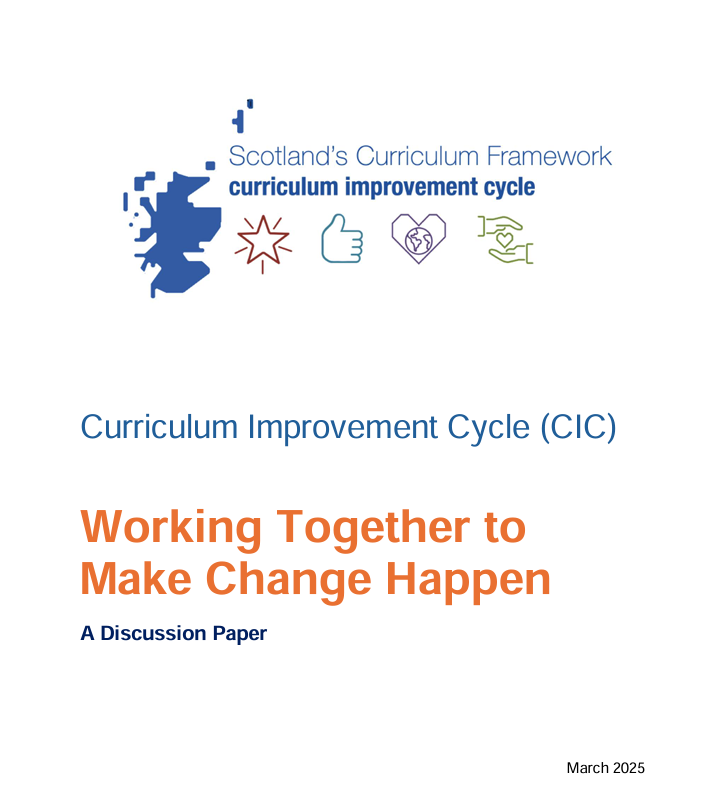 Scotland's Curriculum Framework
curriculum improvement cycle
Curriculum Improvement Cycle (CIC)
Working Together to
Make Change Happen
A Discussion Paper
March 2025